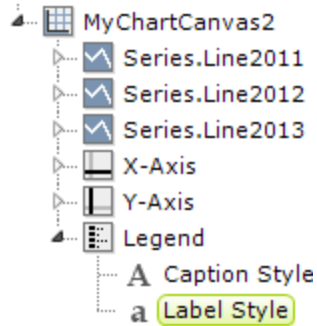 MyChartCanvas2
Series.Line2011
Series.Line2012
Series.Line2013
X-Axis
Y-Axis
Legend
A Caption Style
a Label Style